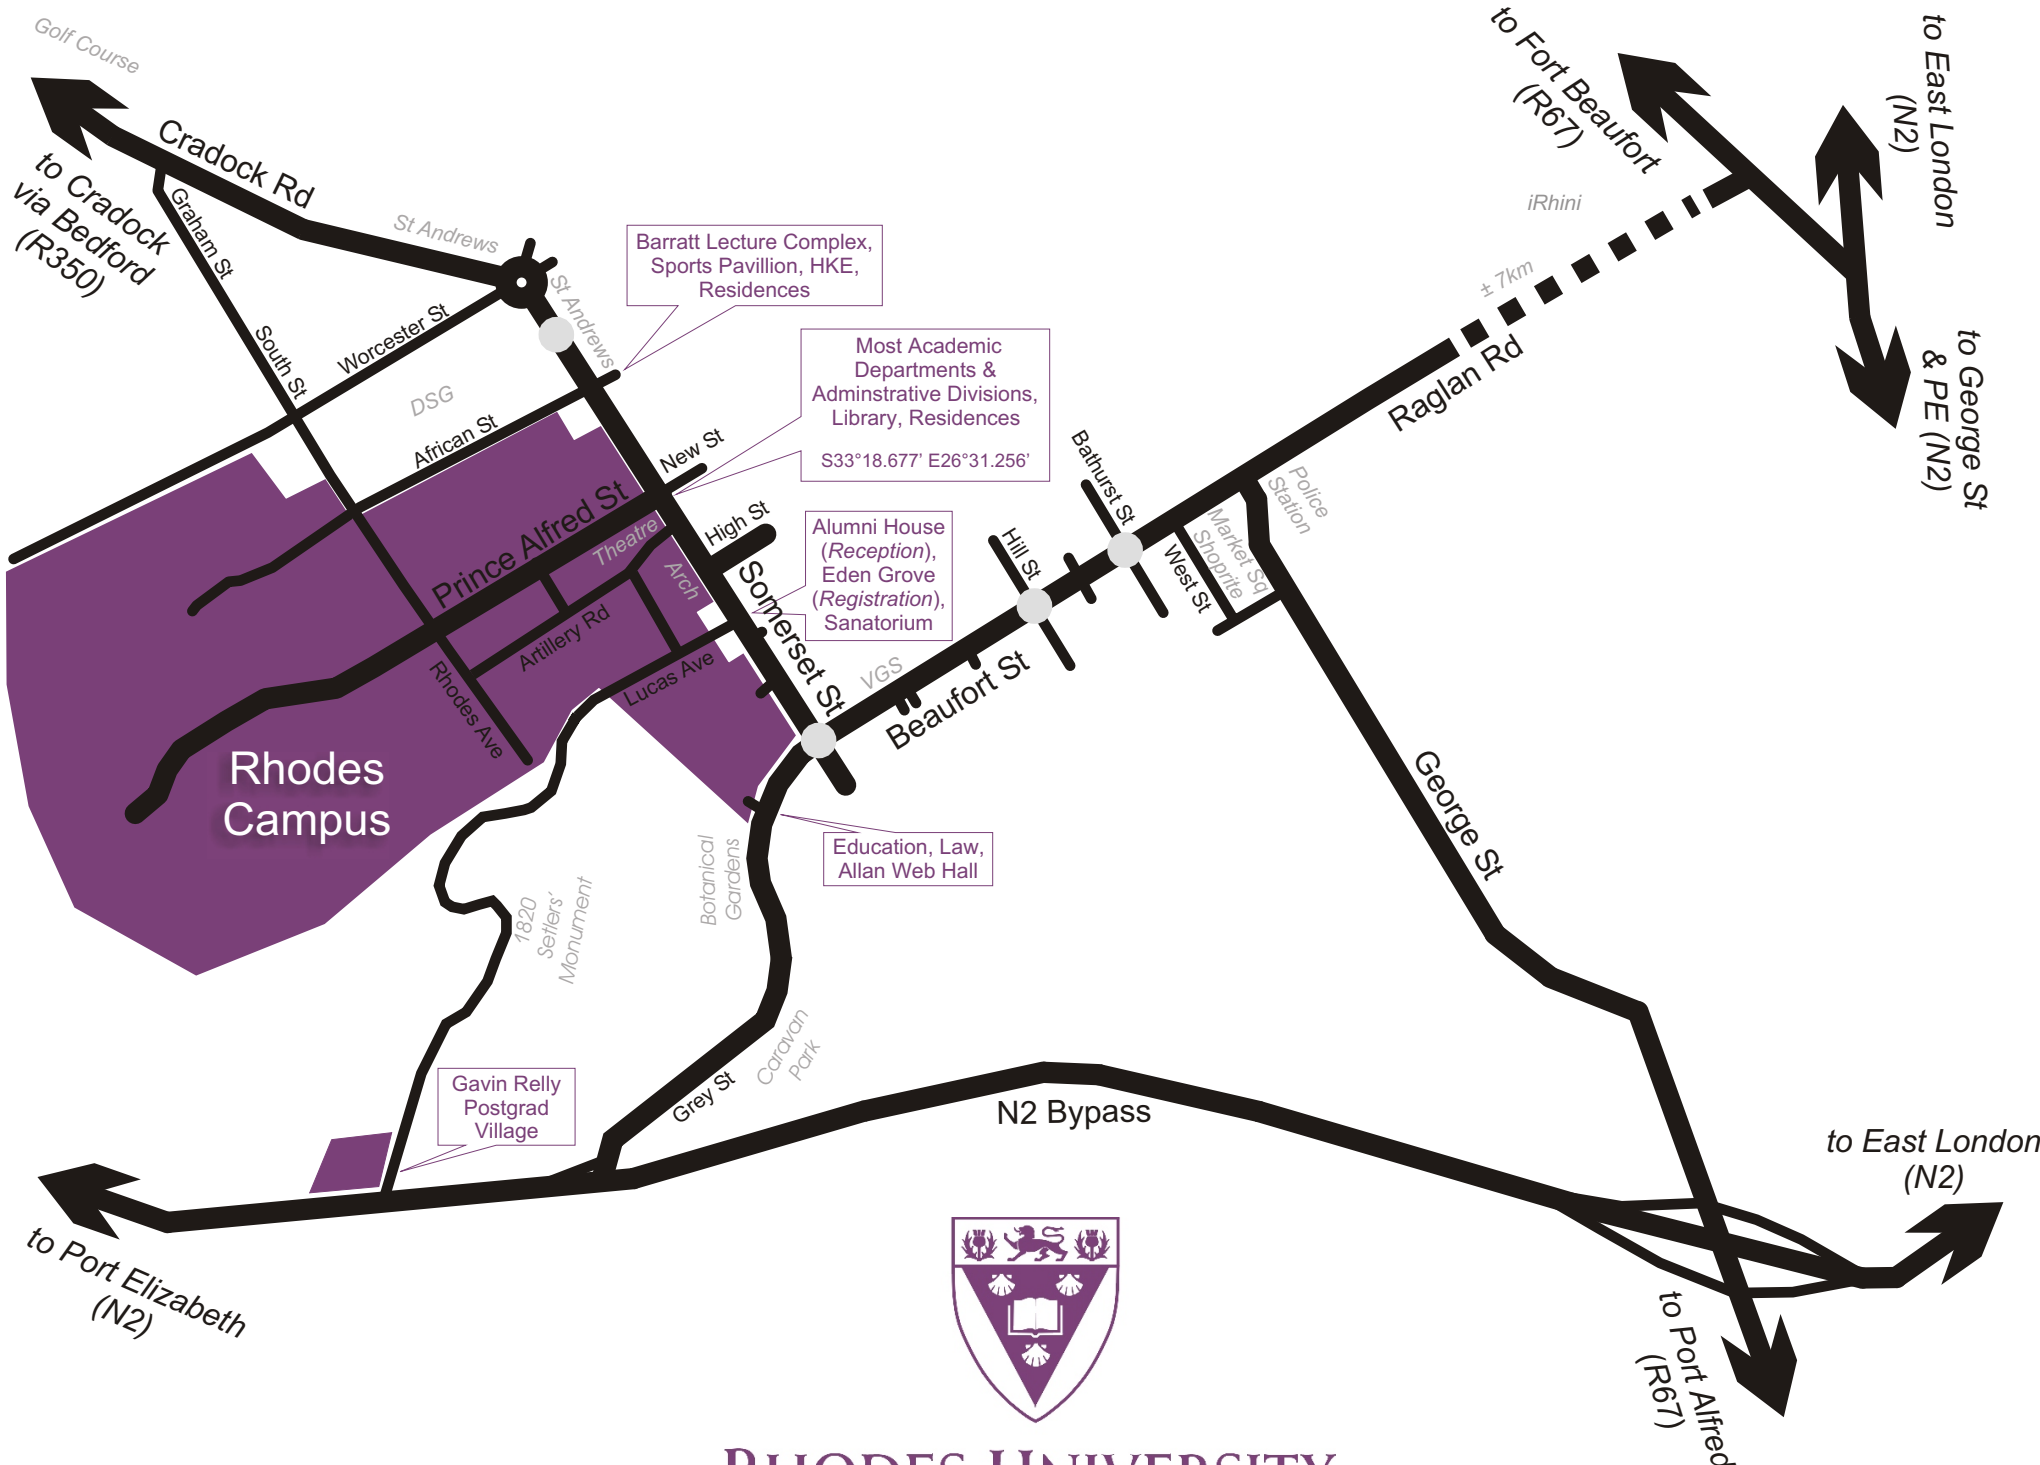 Golf Course
Cradock Rd
to Cradock
via Bedford
(R350)
Graham St
St Andrews
St Andrews
South St
Worcester St
DSG
African St
Barratt Lecture Complex,
Sports Pavillion, HKE,
Residences
Most Academic
Departments &
Adminstrative Divisions,
Library, Residences
S33°18.677’ E26°31.256’
New St
High St
Prince Alfred St
Theatre
Arch
Somerset St
Artillery Rd
Lucas Ave
Rhodes Ave
Alumni House
(Reception),
Eden Grove
(Registration),
Sanatorium
Rhodes
Campus
VGS
Beaufort St
Hill St
Bathurst St
West St
Market Sq
Shoprite
Police
Station
Raglan Rd
± 7km
iRhini
to Fort Beaufort
(R67)
to East London
(N2)
to George St
& PE (N2)
George St
Education, Law,
Allan Web Hall
Botanical
Gardens
1820
Setlers’
Monument
Caravan
Park
Grey St
Gavin Relly
Postgrad
Village
N2 Bypass
to Port Elizabeth
(N2)
to East London
(N2)
to Port Alfred
(R67)
RHODES UNIVERSITY